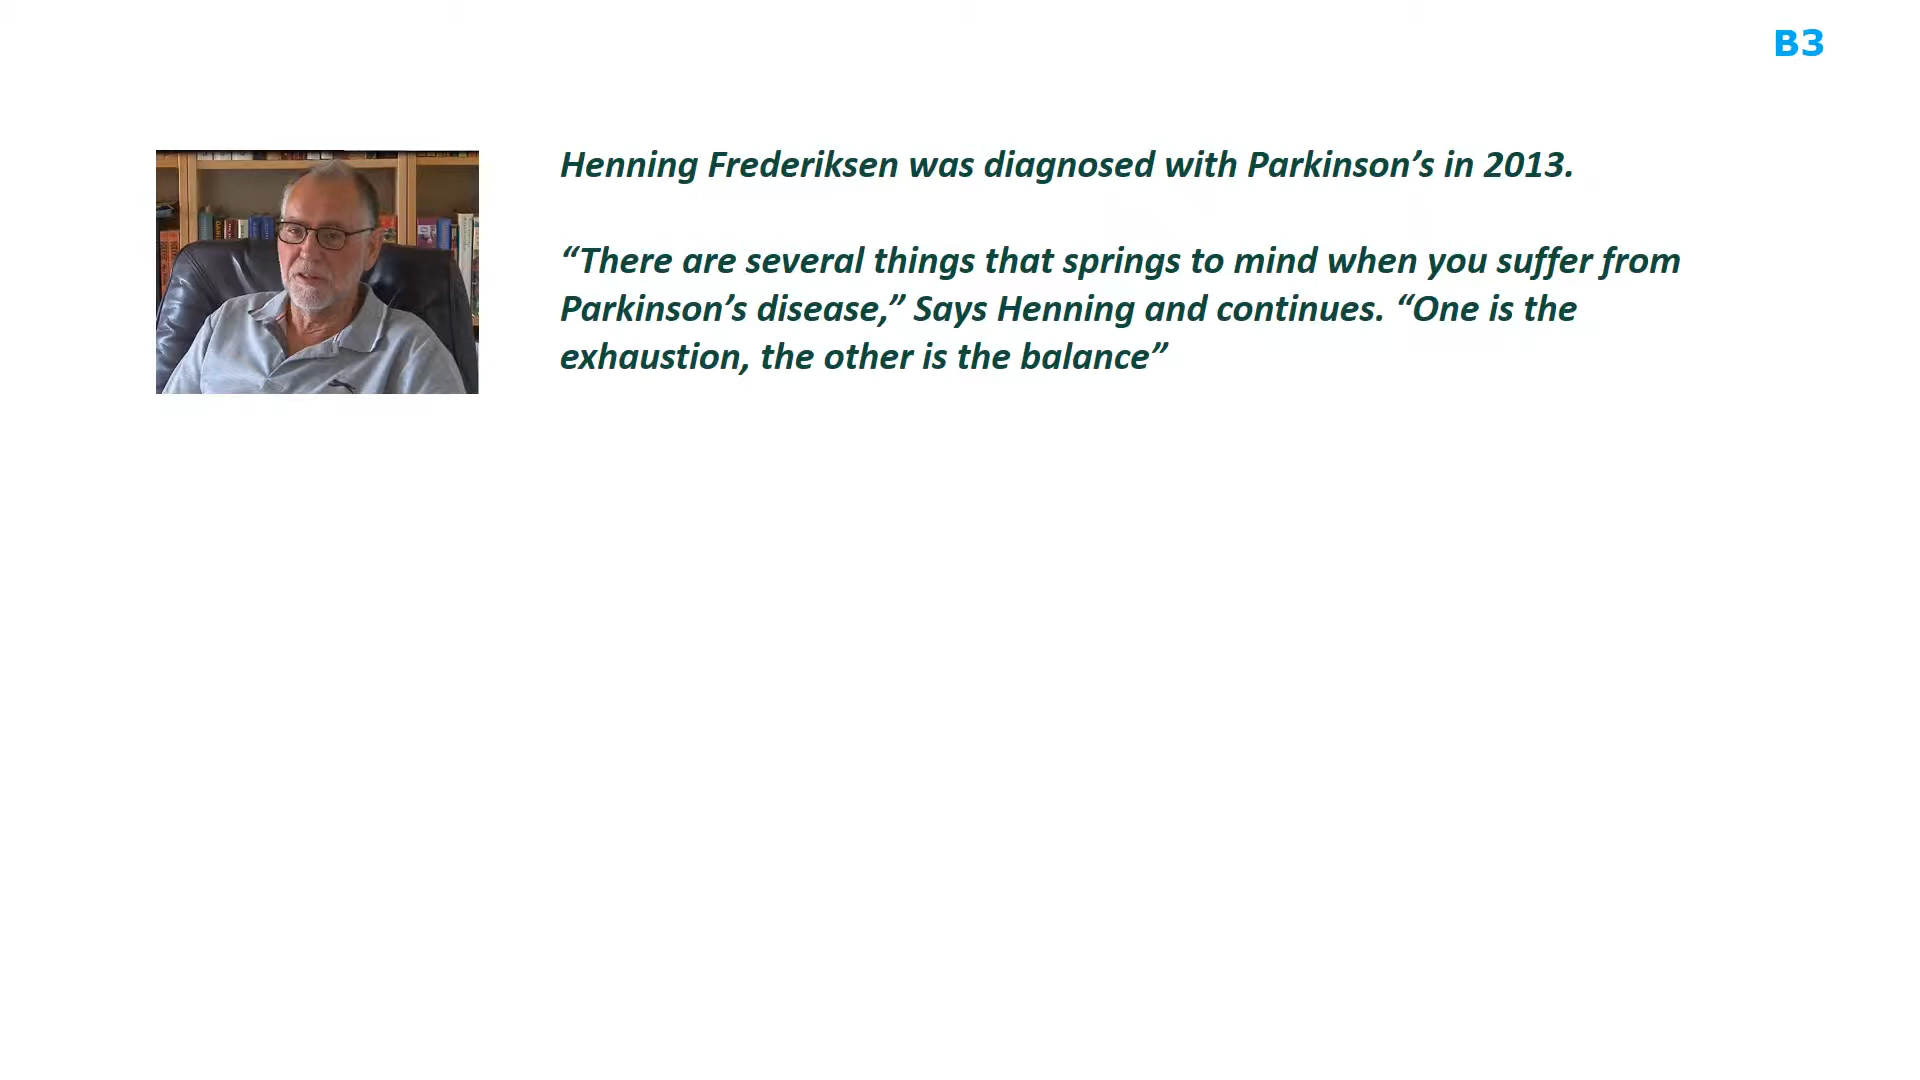 B3
Henning Frederiksen was diagnosed with Parkinson’s in 2013.
“There are several things that springs to mind when you suffer from
Parkinson’s disease,” Says Henning and continues. “One is the
exhaustion, the other is the balance”